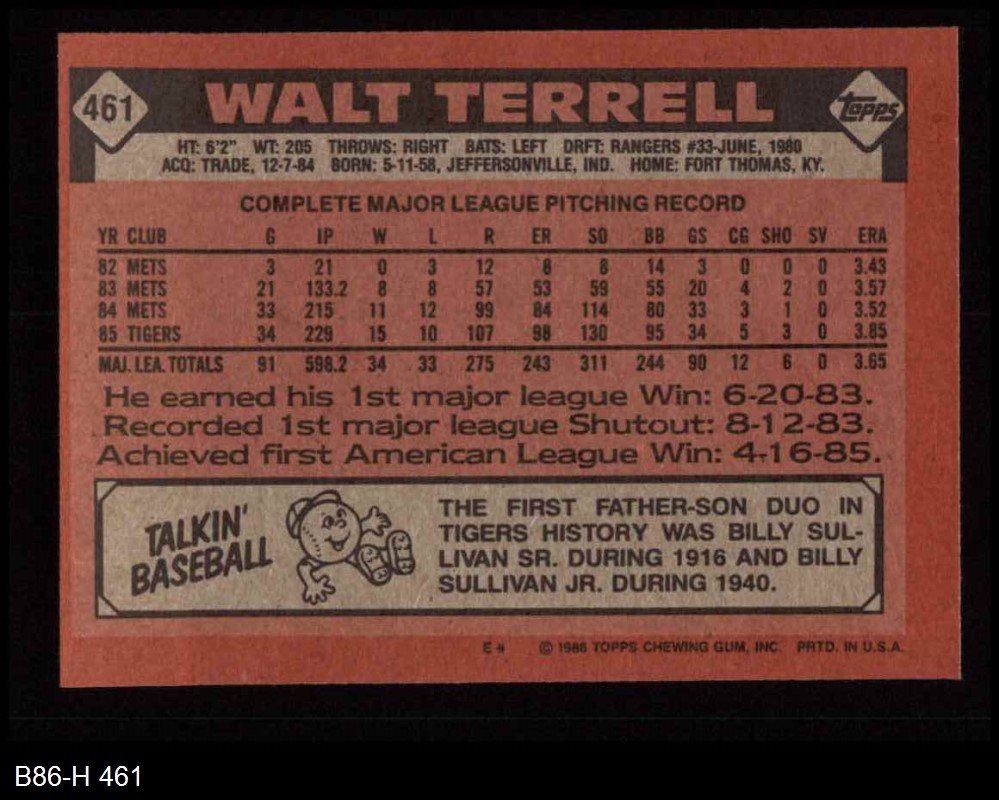 461 WALT TERRELL topps
HT: 6'2" WT: 205 THROWS: RIGHT BATS: LEFT DRFT: RANGERS #33-JUNE, 1980
ACQ: TRADE, 12-7-84 BORN: 5-11-58, JEFFERSONVILLE, IND. HOME: FORT THOMAS, KY.
COMPLETE MAJOR LEAGUE PITCHING RECORD
YR CLUB G IP W L R ER SO BB GS CG SHO SV ERA
82 METS 3 21 0 3 12 8 8 14 3 0 0 0 3.43
83 METS 21 133.2 8 8 57 53 59 55 20 4 2 0 3.57
84 METS 33 215 11 12 99 84 114 80 33 3 1 0 3.52
85 TIGERS 34 229 15 10 107 98 130 95 34 5 3 0 3.85
MAJ. LEA. TOTALS 91 598.2 34 33 275 243 311 244 90 12 6 0 3.65
He earned his 1st major league Win: 6-20-83.
Recorded 1st major league Shutout: 8-12-83.
Achieved first American League Win: 4-16-85.
TALKIN'
BASEBALL
THE FIRST FATHER-SON DUO IN
TIGERS HISTORY WAS BILLY SUL-
LIVAN SR. DURING 1916 AND BILLY
SULLIVAN JR. DURING 1940.
E* © 1986 TOPPS CHEWING GUM, INC. PRTD. IN U.S.A.
B86-H 461